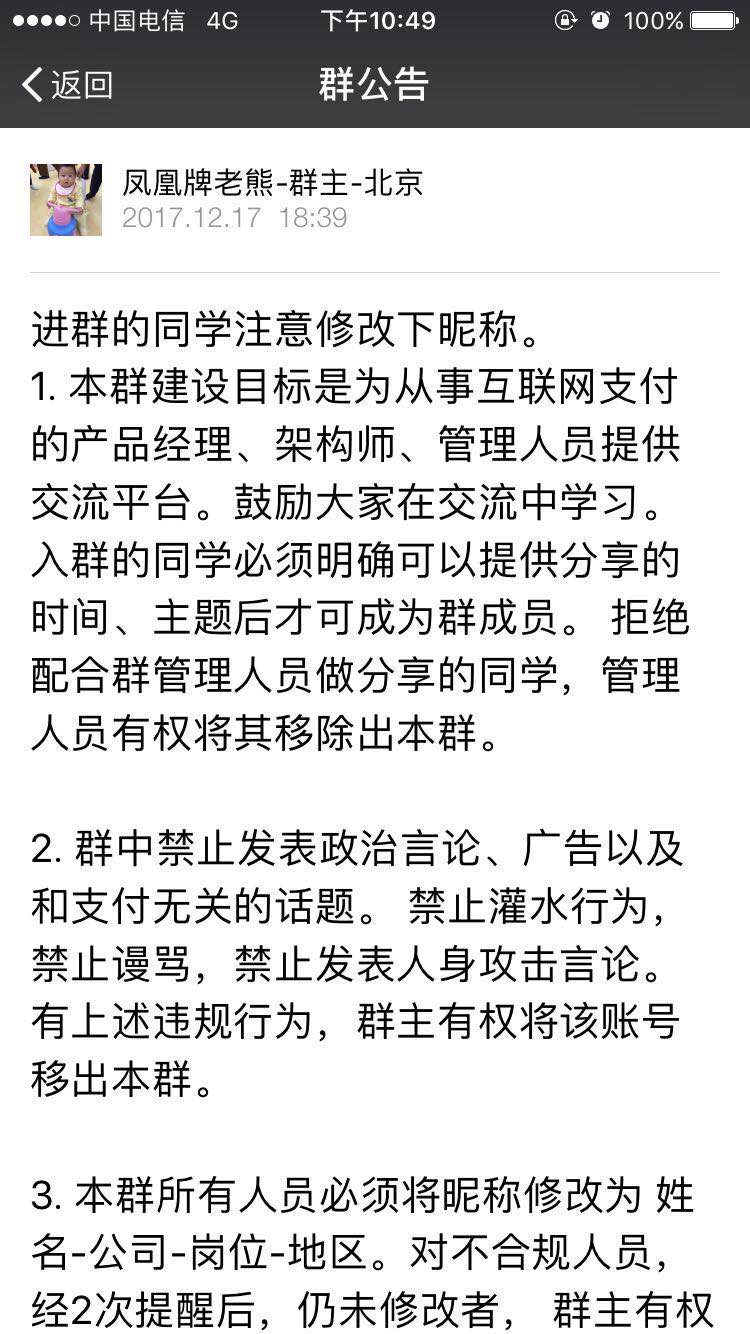 中国电信 4G 下午10:49 100%
返回 群公告
凤凰牌老熊-群主-北京
2017.12.17 18:39
进群的同学注意修改下昵称。
1. 本群建设目标是为从事互联网支付
的产品经理、架构师、管理人员提供
交流平台。鼓励大家在交流中学习。
入群的同学必须明确可以提供分享的
时间、主题后才可成为群成员。 拒绝
配合群管理人员做分享的同学，管理
人员有权将其移除出本群。
2. 群中禁止发表政治言论、广告以及
和支付无关的话题。 禁止灌水行为，
禁止谩骂，禁止发表人身攻击言论。
有上述违规行为，群主有权将该账号
移出本群。
3. 本群所有人员必须将昵称修改为 姓
名-公司-岗位-地区。对不合规人员，
经2次提醒后，仍未修改者， 群主有权